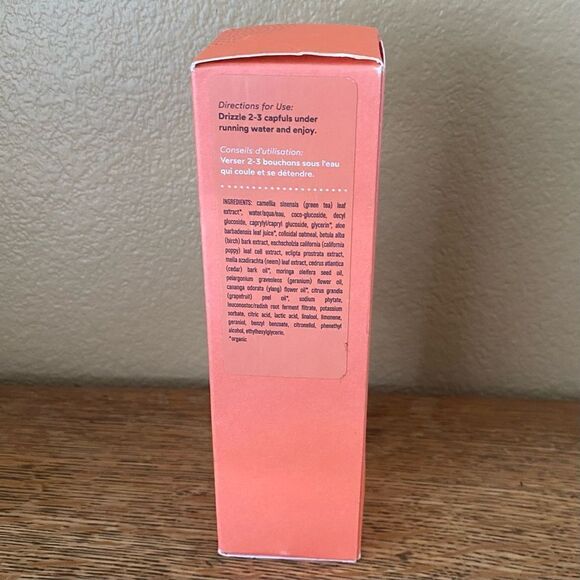 Directions for Use:
Drizzle 2-3 capfuls under
running water and enjoy.
Conseils d'utilisation:
Verser 2-3 bouchons sous l'eau
qui coule et se détendre.
INGREDIENTS: camellia sinensis (green tea) leaf
extract*, water/aqua/eau, coco-glucoside, decyl
glucoside, caprylyl/capryl glucoside, glycerin*, aloe
barbadensis leaf juice*, colloidal oatmeal, betula alba
(birch) bark extract, eschscholzia california (california
poppy) leaf cell extract, eclipta prostrata extract,
melia azadirachta (neem) leaf extract, cedrus atlantica
(cedar) bark oil*, moringa oleifera seed oil,
pelargonium graveolens (geranium) flower oil,
cananga odorata (ylang) flower oil*, citrus grandis
(grapefruit) peel oil*, sodium phytate,
leuconostoc/radish root ferment filtrate, potassium
sorbate, citric acid, lactic acid, linalool, limonene,
geraniol, benzyl benzoate, citronellol, phenethyl
alcohol, ethylhexylglycerin.
*organic